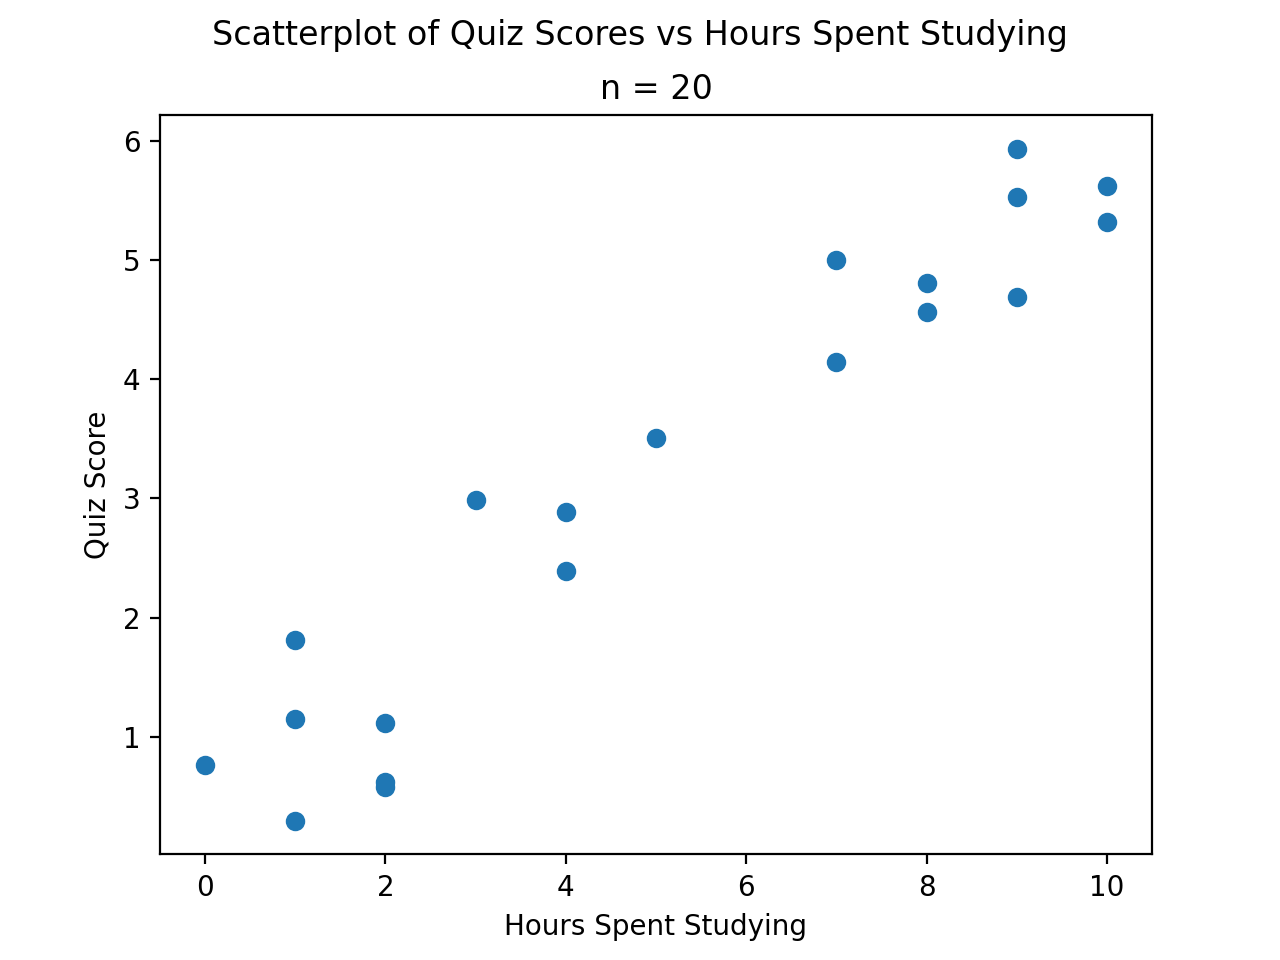 Scatterplot of Quiz Scores vs Hours Spent Studying
n = 20
6
5
4
3
2
1
Quiz Score
0 2 4 6 8 10
Hours Spent Studying